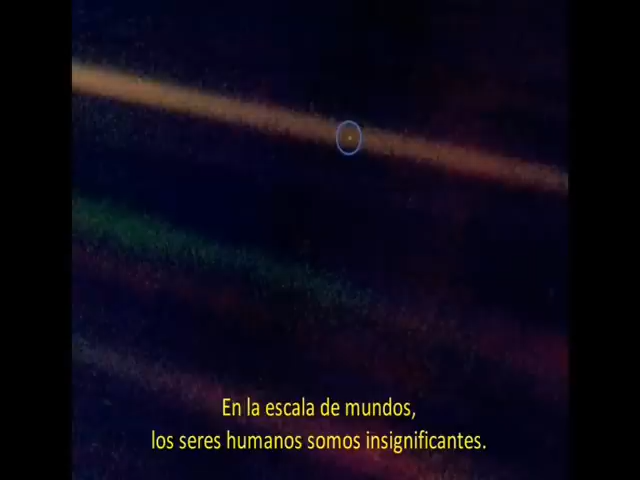 En la escala de mundos,
los seres humanos somos insignificantes.